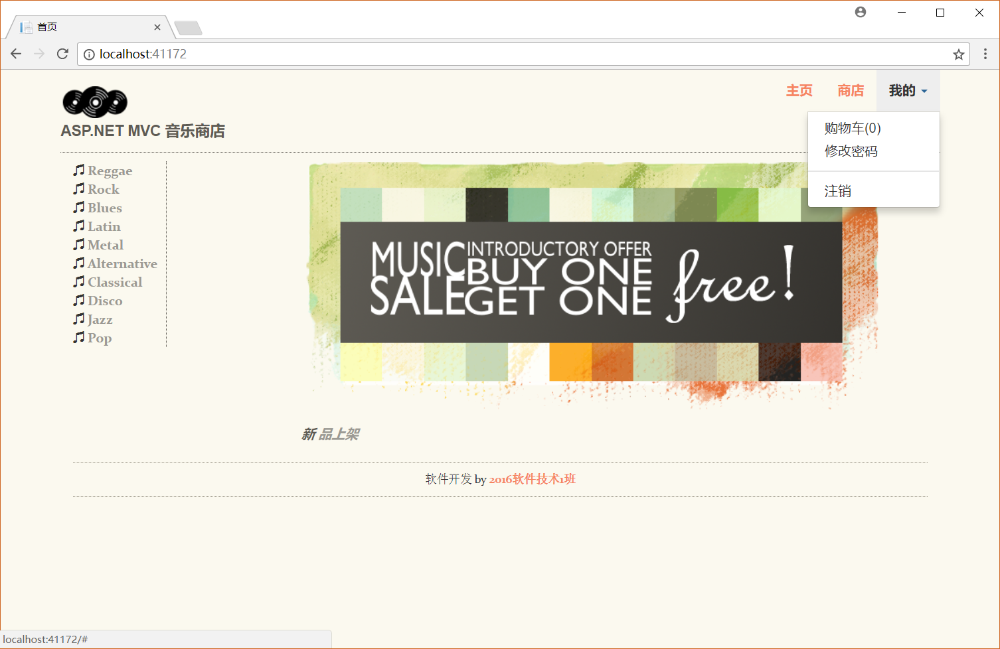 首页
localhost:41172
主页 商店 我的
ASP.NET MVC 音乐商店
购物车(0)
修改密码
注销
Reggae
Rock
Blues
Latin
Metal
Alternative
Classical
Disco
Jazz
Pop
MUSIC SALE
INTRODUCTORY OFFER
BUY ONE
GET ONE
free!
新 品上架
软件开发 by 2016软件技术1班
localhost:41172/#